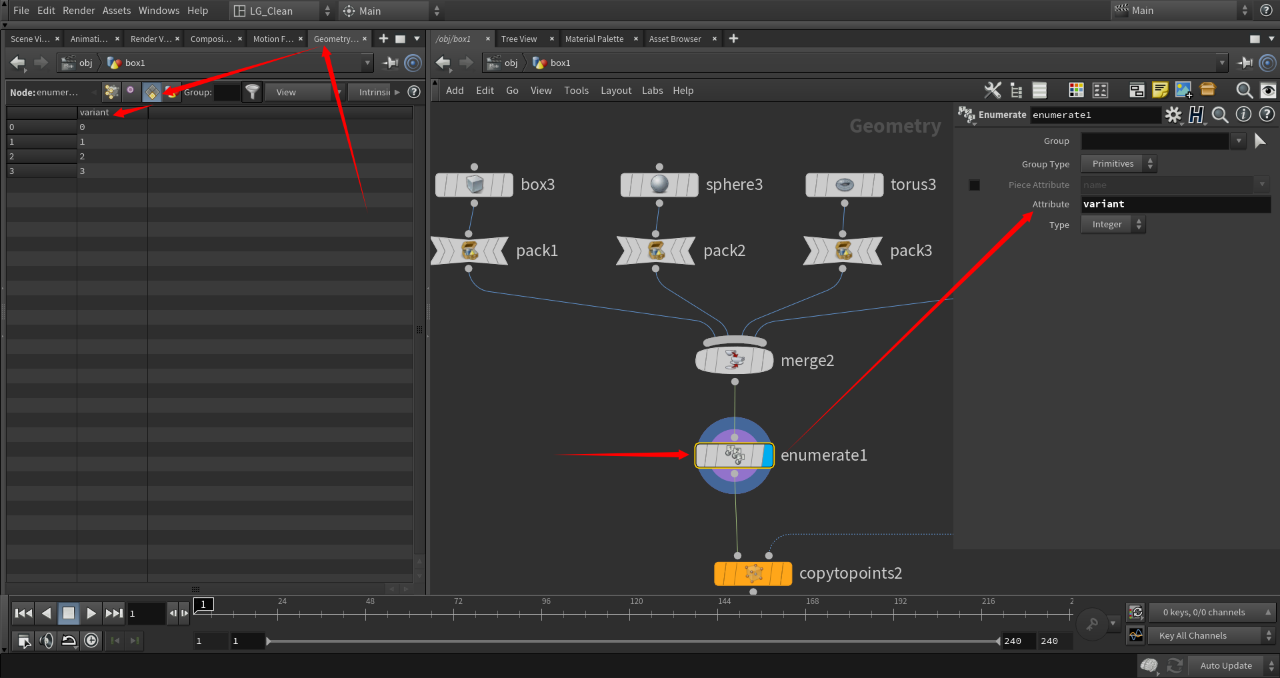 File Edit Render Assets Windows Help LG_Clean Main Main
Scene Vi... Animati... Render V... Composi... Motion F... Geometry...
/obj/box1 Tree View Material Palette Asset Browser
obj box1
obj box1
Node: enumer... Group: View Intrinsi
Add Edit Go View Tools Layout Labs Help
variant
0 0
1 1
2 2
3 3
Geometry
box3 sphere3 torus3
pack1 pack2 pack3
merge2
enumerate1
copytopoints2
Enumerate enumerate1
Group
Group Type Primitives
Piece Attribute name
Attribute variant
Type Integer
1
1 24 48 72 96 120 144 168 192 216 2
1 1 240 240
0 keys, 0/0 channels
Key All Channels
Auto Update